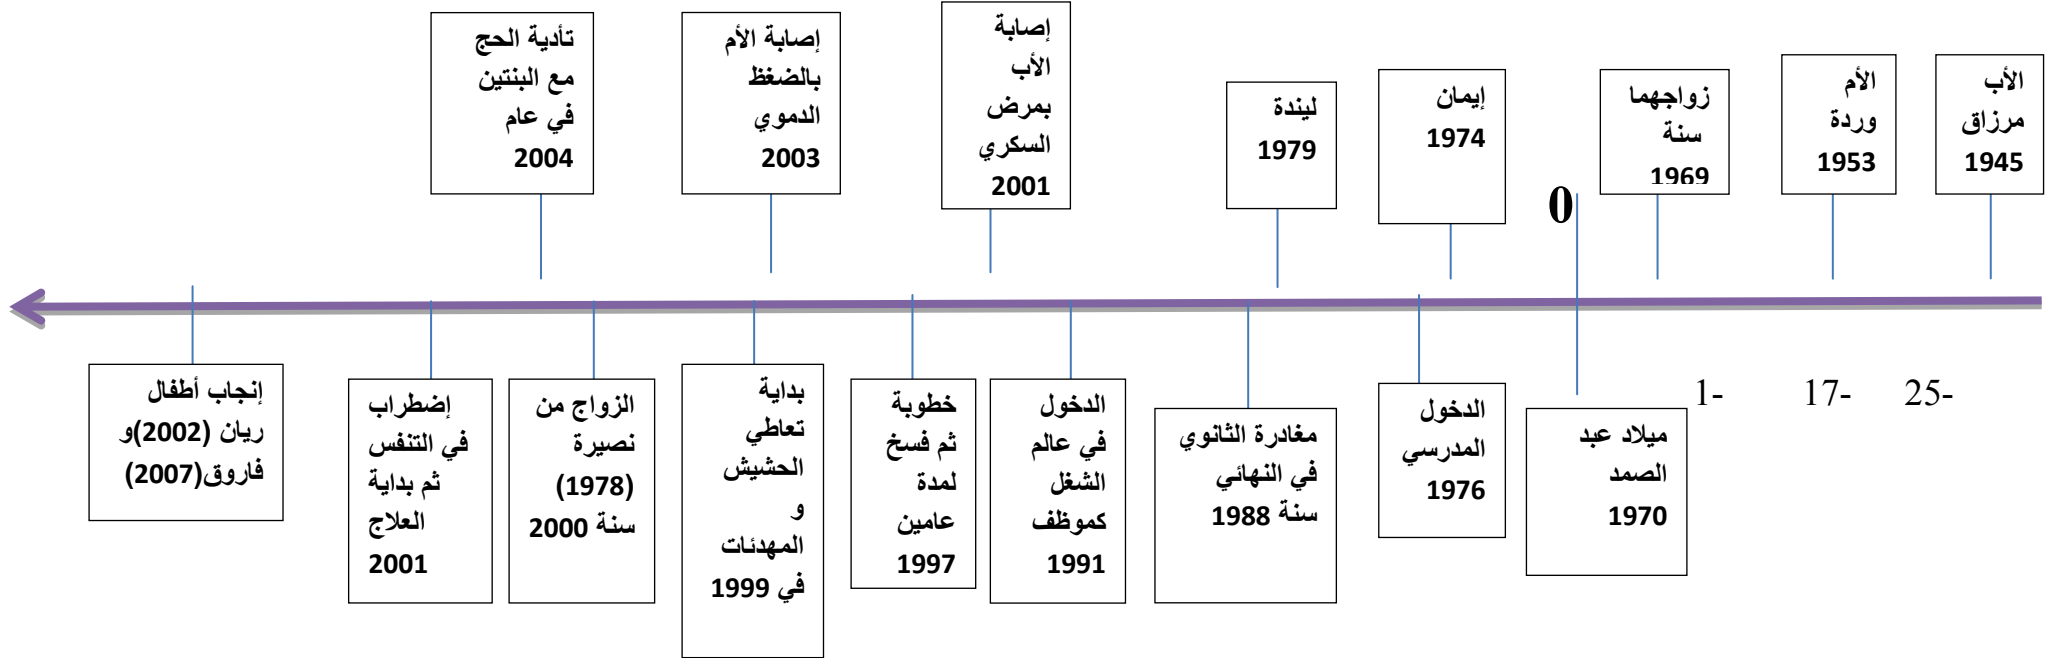 الأب
مرزاق
1945
الأم
وردة
1953
زواجهما
سنة
1969
0
إيمان
1974
ليندة
1979
إصابة
الأب
بمرض
السكري
2001
إصابة الأم
بالضغظ
الدموي
2003
تأدية الحج
مع البنتين
في عام
2004
25-
17-
1-
ميلاد عبد
الصمد
1970
الدخول
المدرسي
1976
مغادرة الثانوي
في النهائي
سنة 1988
الدخول
في عالم
الشغل
كموظف
1991
خطوبة
ثم فسخ
لمدة
عامين
1997
بداية
تعاطي
الحشيش
و
المهدئات
في 1999
الزواج من
نصيرة
(1978)
سنة 2000
إضطراب
في التنفس
ثم بداية
العلاج
2001
إنجاب أطفال
ريان (2002)و
فاروق(2007)